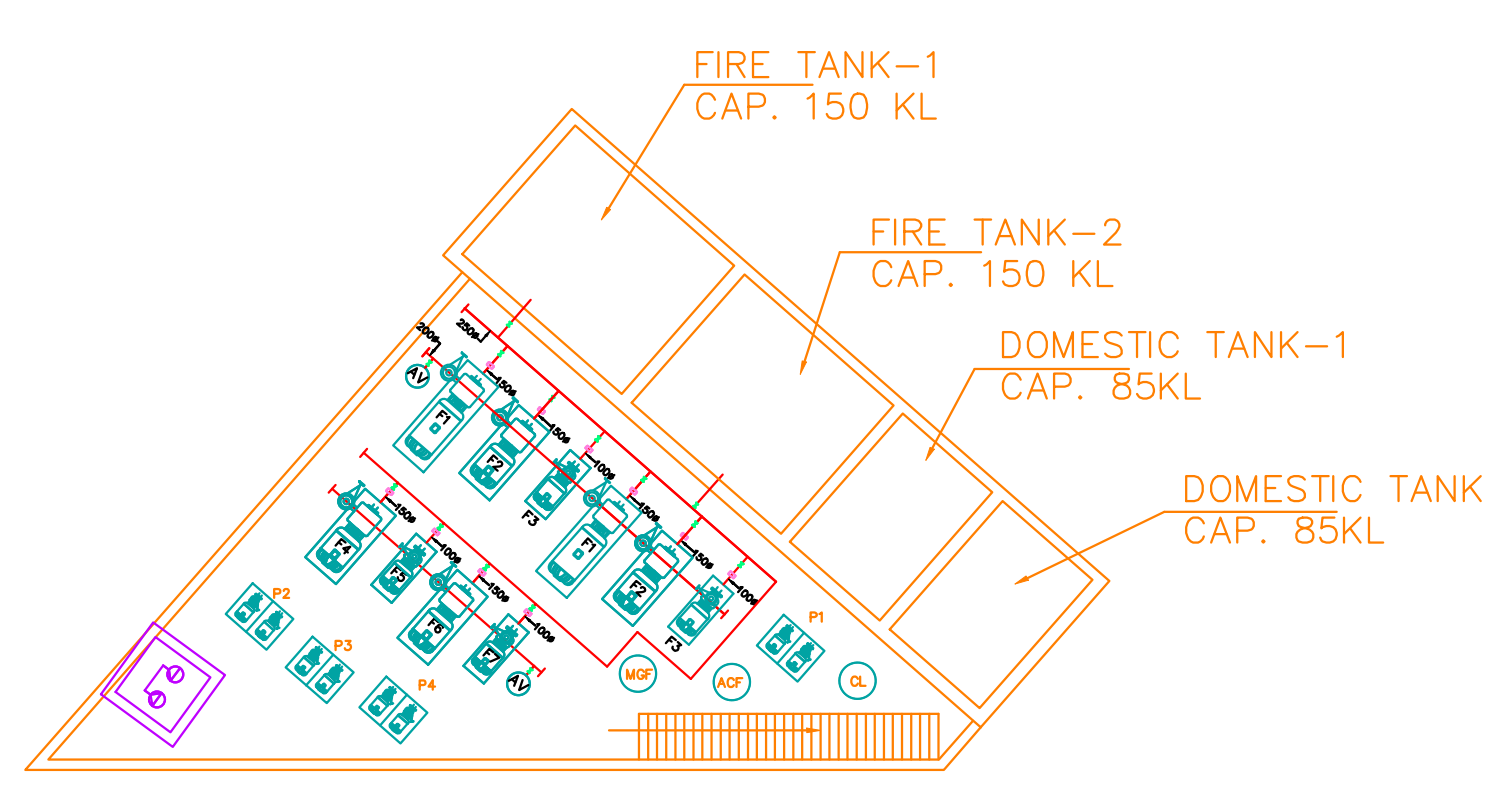 FIRE TANK-1
CAP. 150 KL
FIRE TANK-2
CAP. 150 KL
DOMESTIC TANK-1
CAP. 85KL
DOMESTIC TANK
CAP. 85KL
200ø
250ø
AV
150ø
F1
150ø
F2
100ø
F3
150ø
F1
150ø
F2
100ø
F3
150ø
F4
100ø
F5
150ø
F6
100ø
F7
AV
P2
P3
P4
P1
MGF
ACF
CL